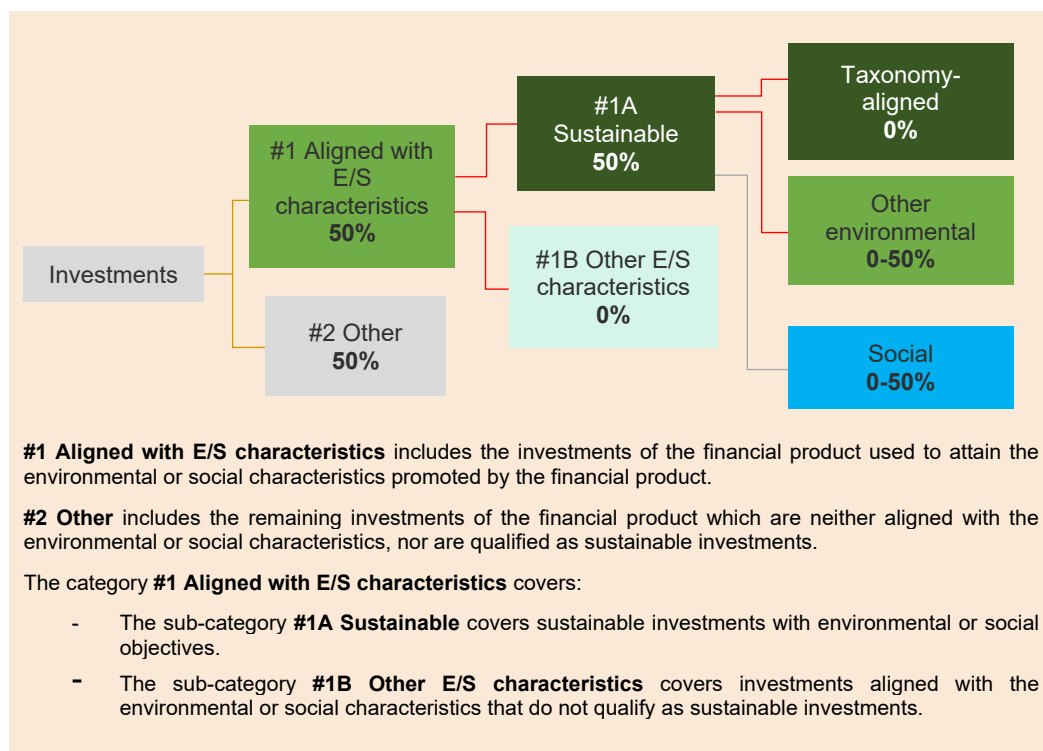 Investments
#1 Aligned with
E/S
characteristics
50%
#2 Other
50%
#1A
Sustainable
50%
#1B Other E/S
characteristics
0%
Taxonomy-
aligned
0%
Other
environmental
0-50%
Social
0-50%
#1 Aligned with E/S characteristics includes the investments of the financial product used to attain the
environmental or social characteristics promoted by the financial product.
#2 Other includes the remaining investments of the financial product which are neither aligned with the
environmental or social characteristics, nor are qualified as sustainable investments.
The category #1 Aligned with E/S characteristics covers:
- The sub-category #1A Sustainable covers sustainable investments with environmental or social
objectives.
- The sub-category #1B Other E/S characteristics covers investments aligned with the
environmental or social characteristics that do not qualify as sustainable investments.